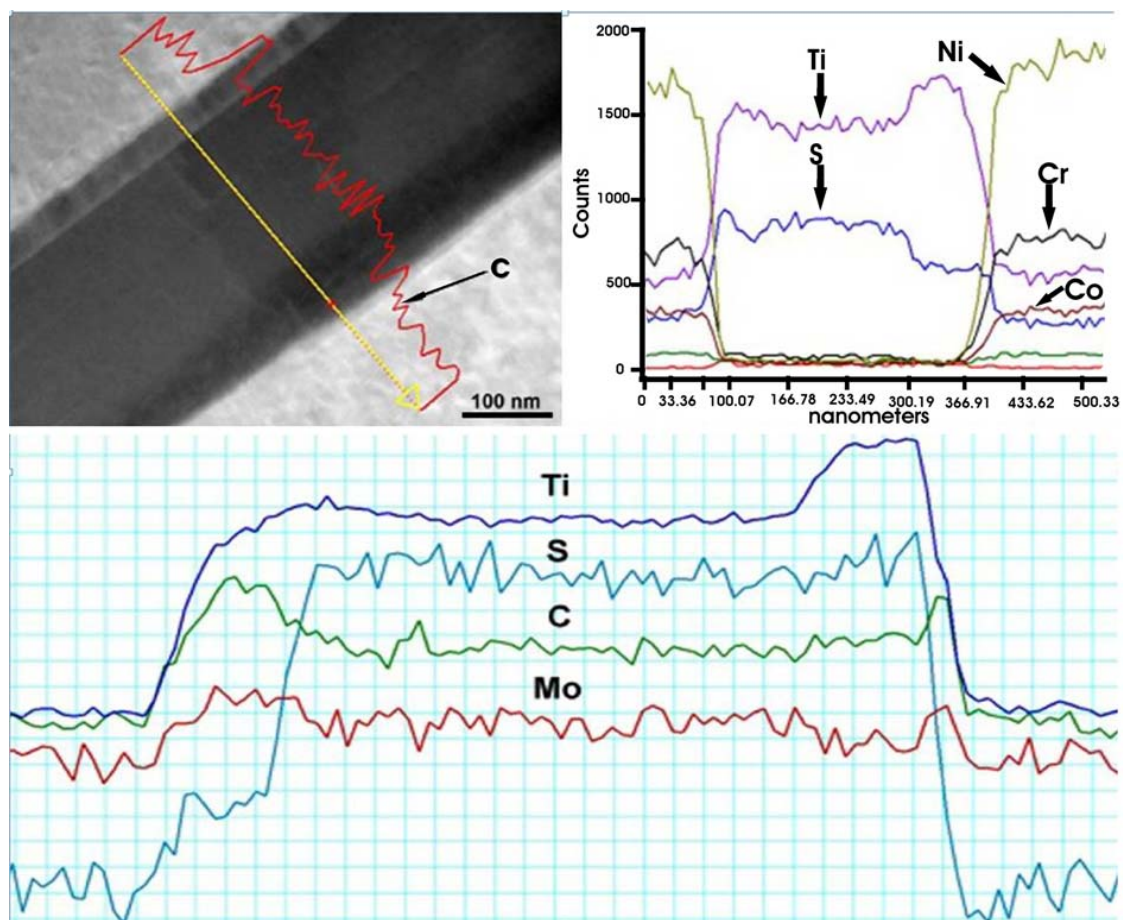 C
100 nm
2000
1500
1000
500
0
Counts
Ti
Ni
S
Cr
Co
0 33.36 100.07 166.78 233.49 300.19 366.91 433.62 500.33
nanometers
Ti
S
C
Mo